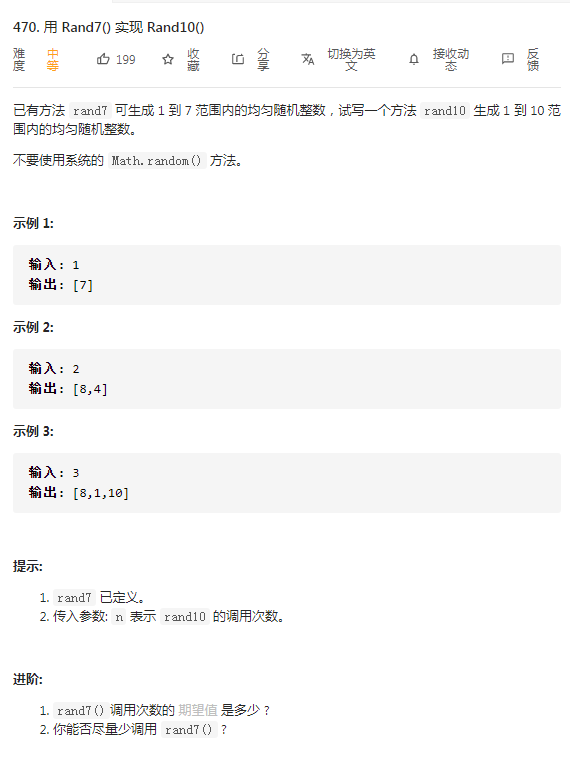 470. 用 Rand7() 实现 Rand10()
难度 中等 199 收藏 分享 切换为英文 接收动态 反馈
已有方法 rand7 可生成 1 到 7 范围内的均匀随机整数，试写一个方法 rand10 生成 1 到 10 范
围内的均匀随机整数。
不要使用系统的 Math.random() 方法。
示例 1:
输入: 1
输出: [7]
示例 2:
输入: 2
输出: [8,4]
示例 3:
输入: 3
输出: [8,1,10]
提示:
1. rand7 已定义。
2. 传入参数: n 表示 rand10 的调用次数。
进阶:
1. rand7()调用次数的 期望值 是多少 ?
2. 你能否尽量少调用 rand7() ?